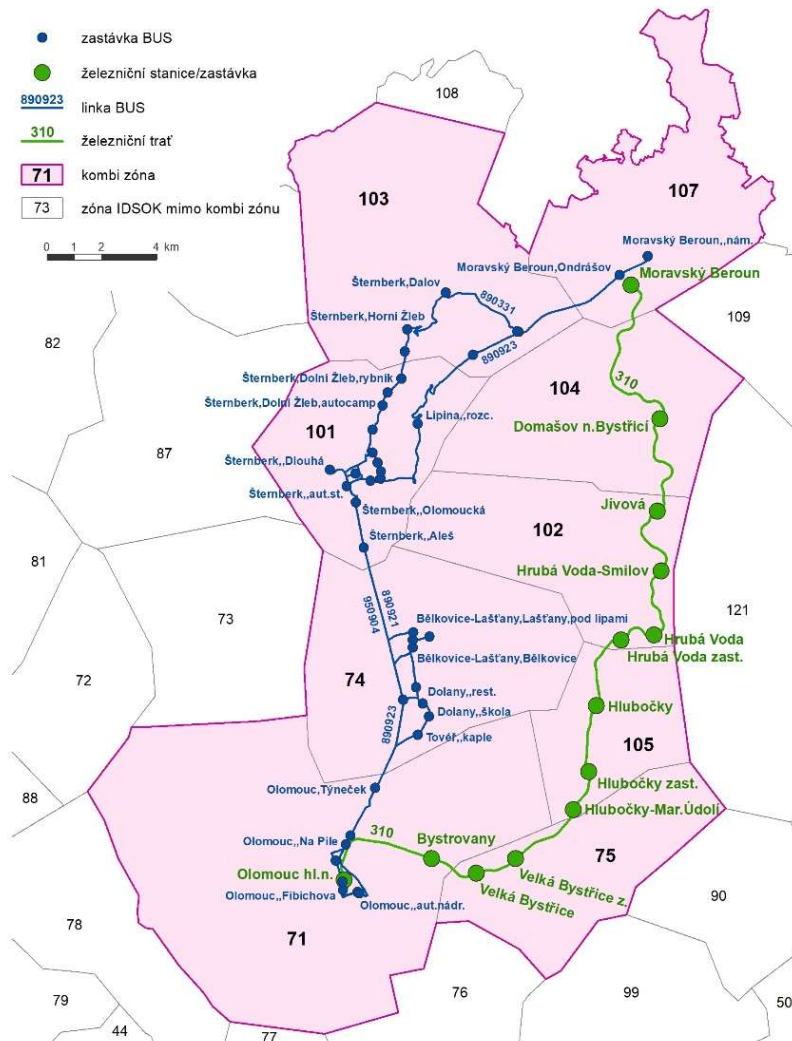 zastávka BUS
železniční stanice/zastávka
890923 linka BUS
310 železniční trať
71 kombi zóna
73 zóna IDSOK mimo kombi zónu
0 1 2 4 km
108
103
107
Moravský Beroun,,nám.
Moravský Beroun,Ondrášov
Moravský Beroun
Šternberk,Dalov
890331
Šternberk,Horní Žleb
890923
109
82
310
Šternberk,Dolní Žleb,rybník
104
Šternberk,Dolní Žleb,autocamp
Lipina,,rozc.
Domašov n.Bystřicí
101
87
Šternberk,,Dlouhá
Šternberk,,aut.st.
Šternberk,,Olomoucká
Jívová
102
Šternberk,,Aleš
81
Hrubá Voda-Smilov
73
890921
950904
121
Bělkovice-Lašťany,Lašťany,pod lipami
Hrubá Voda
Hrubá Voda zast.
Bělkovice-Lašťany,Bělkovice
72
74
Dolany,,rest.
Hlubočky
Dolany,,škola
890923
Tovéř,,kaple
105
Hlubočky zast.
Olomouc,Týneček
88
Hlubočky-Mar.Údolí
310
Olomouc,,Na Pile
Bystrovany
75
Olomouc hl.n.
Velká Bystřice z.
Velká Bystřice
Olomouc,,Fibichova
Olomouc,,aut.nádr.
90
78
71
76
99
79
50
44
77